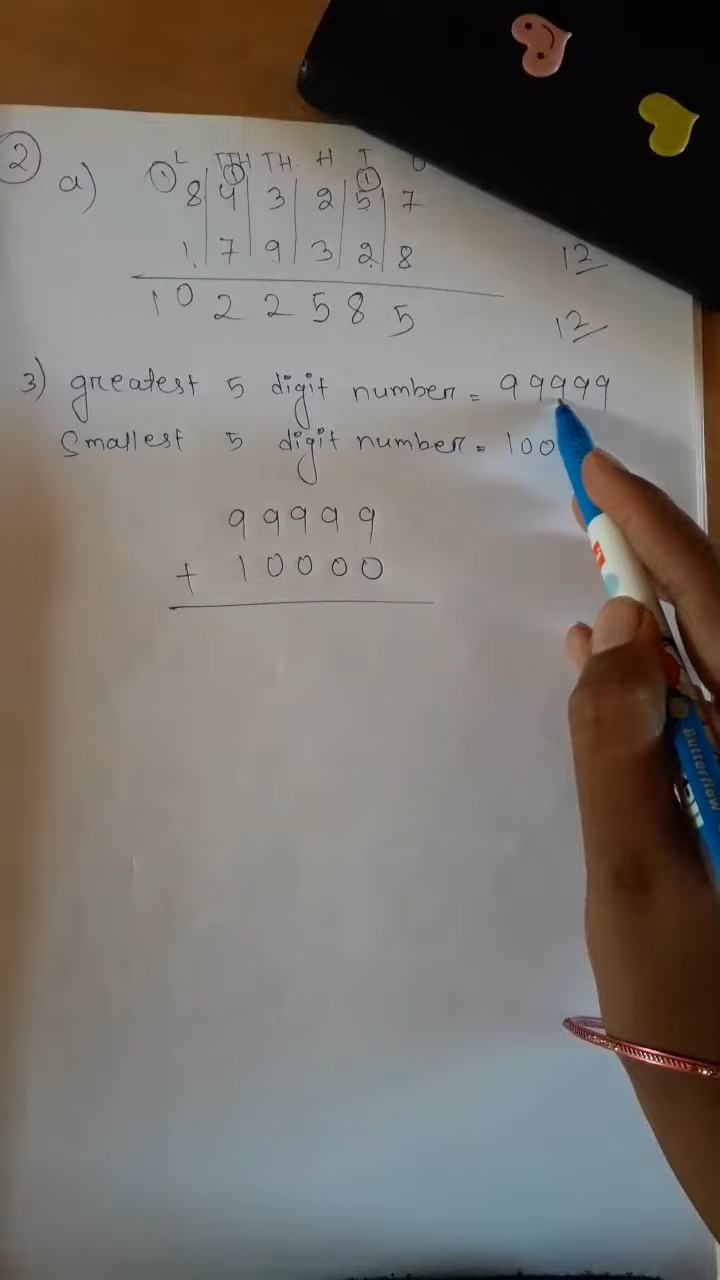 2
a) 1 L TTH TH. H T O
1 1
8 4 3 2 5 7
1 7 9 3 2 8
12
1 0 2 2 5 8 5
12
3) greatest 5 digit number = 99999
Smallest 5 digit number = 100
99999
+ 10000
Butterflow